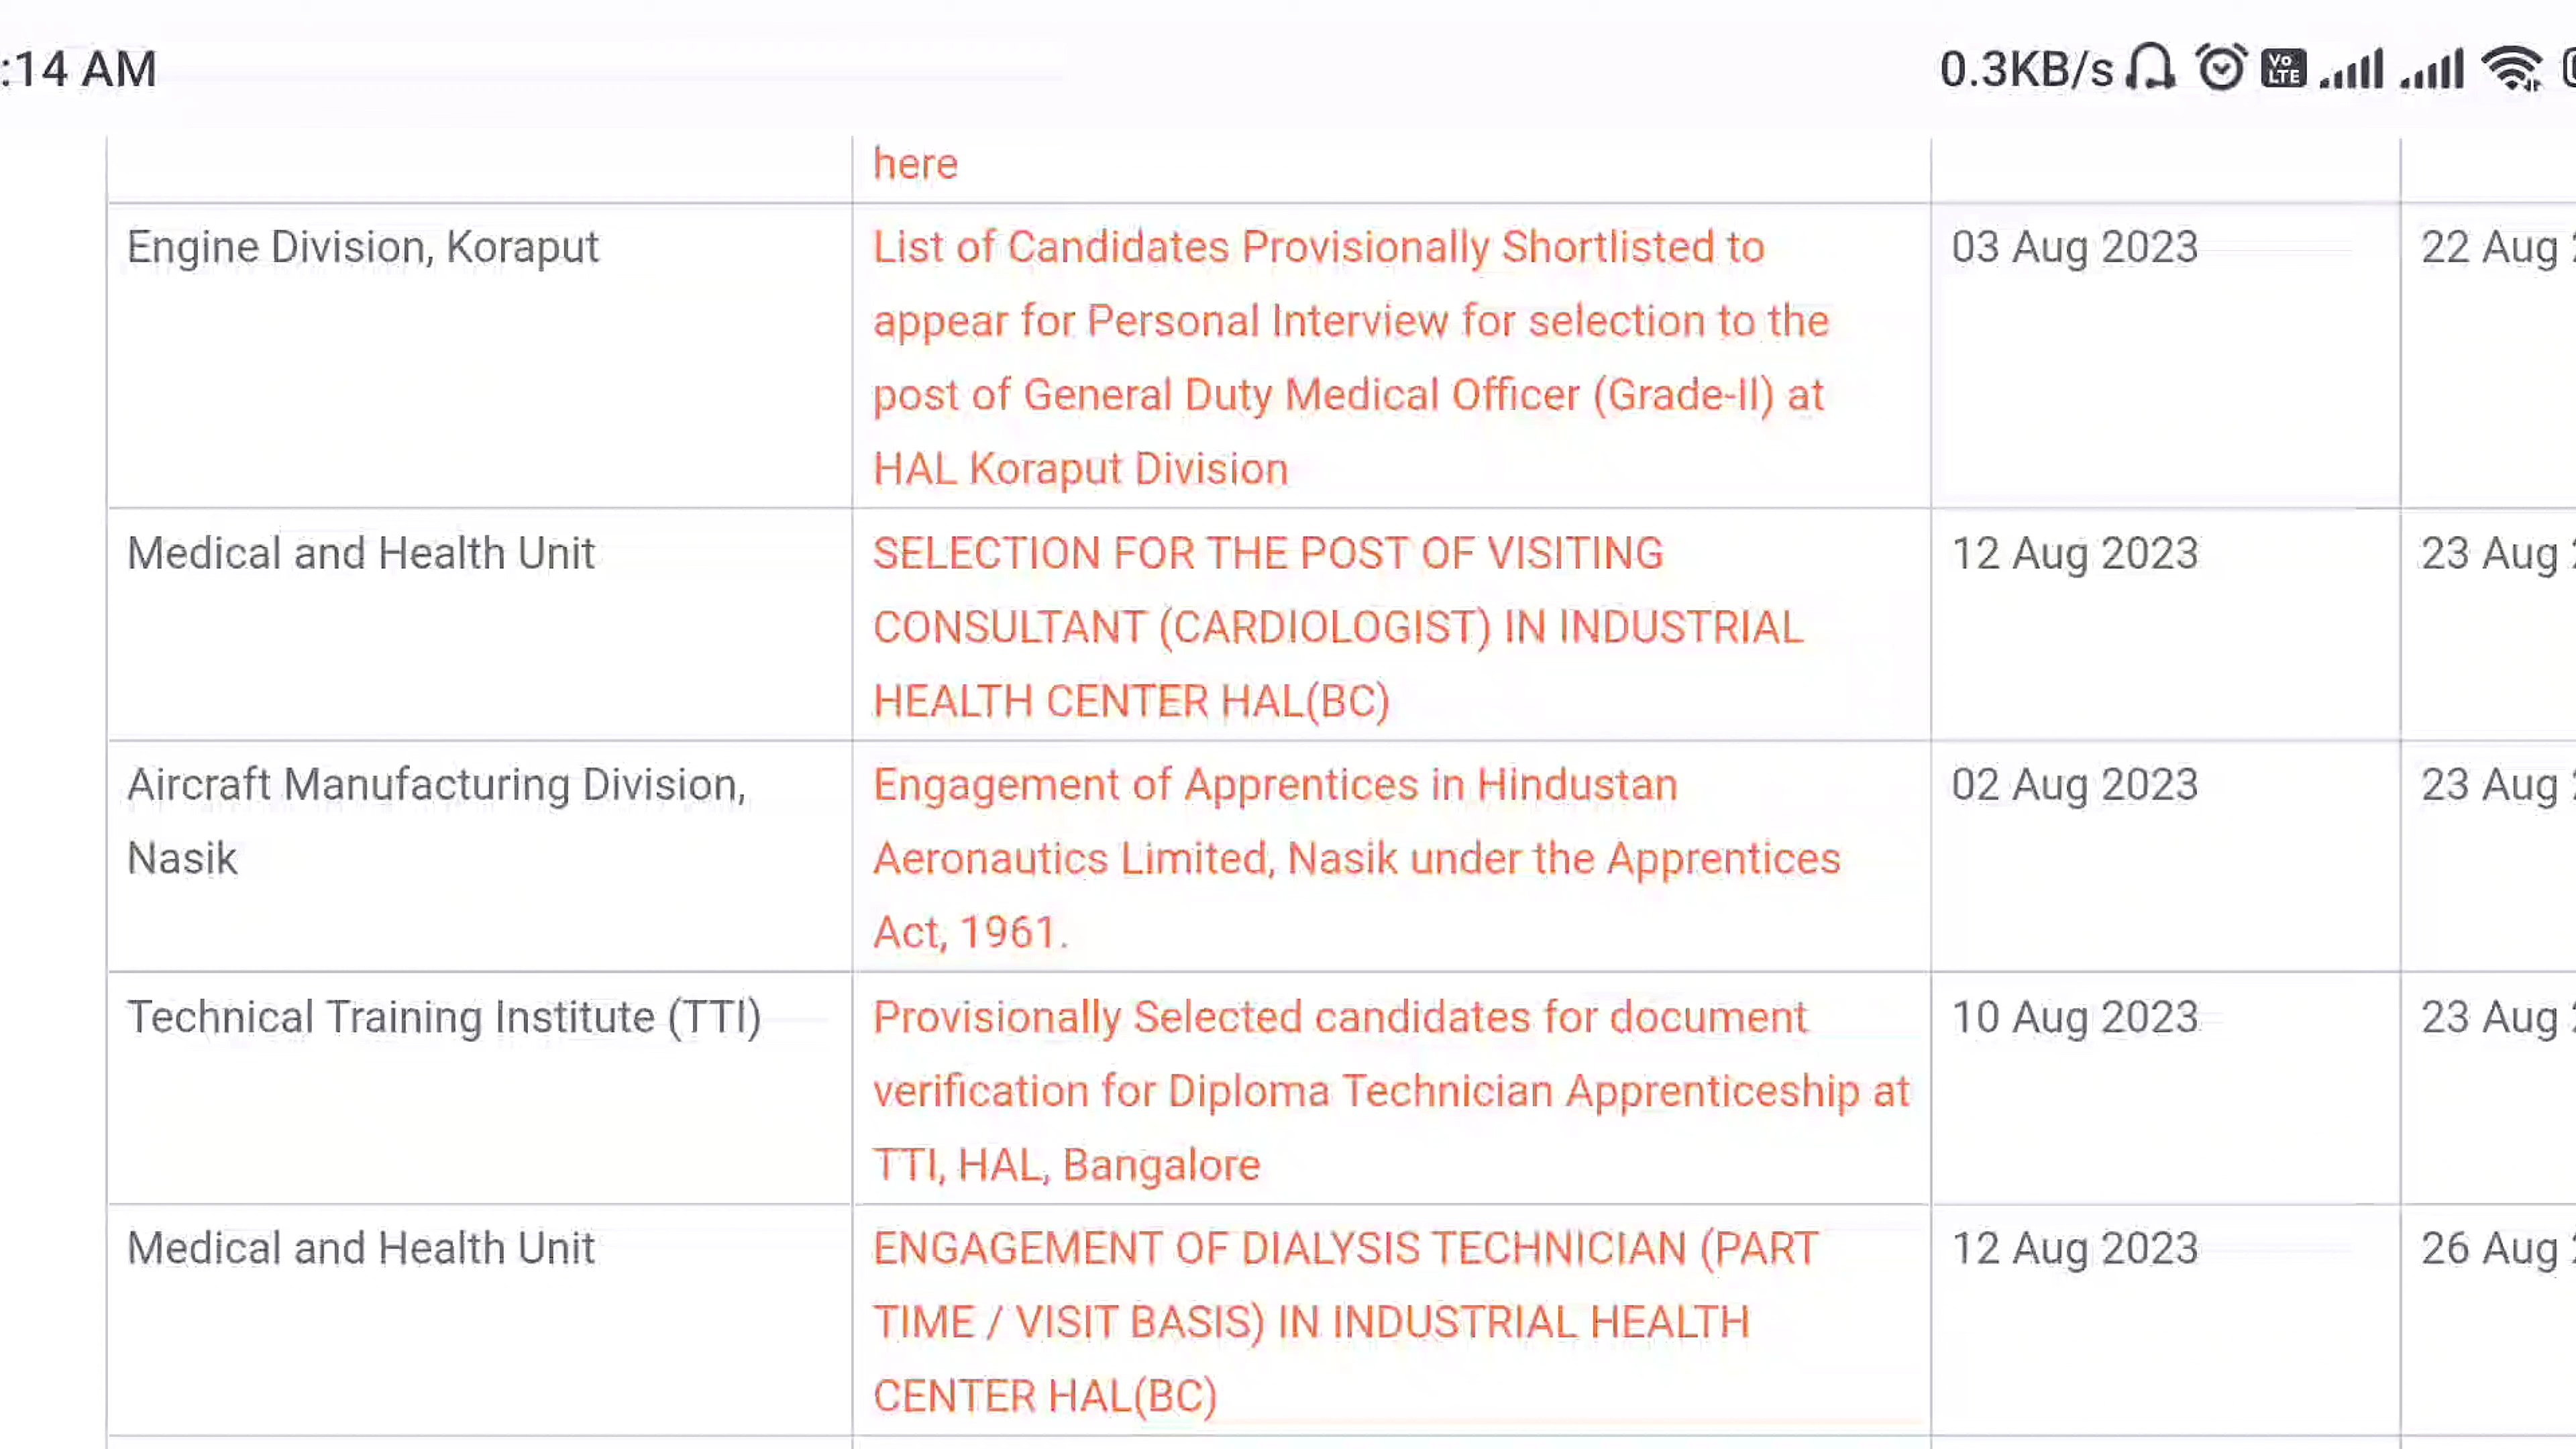 :14 AM 0.3KB/s Vo LTE
here
Engine Division, Koraput List of Candidates Provisionally Shortlisted to 03 Aug 2023 22 Aug
appear for Personal Interview for selection to the
post of General Duty Medical Officer (Grade-II) at
HAL Koraput Division
Medical and Health Unit SELECTION FOR THE POST OF VISITING 12 Aug 2023 23 Aug
CONSULTANT (CARDIOLOGIST) IN INDUSTRIAL
HEALTH CENTER HAL(BC)
Aircraft Manufacturing Division, Engagement of Apprentices in Hindustan 02 Aug 2023 23 Aug
Nasik Aeronautics Limited, Nasik under the Apprentices
Act, 1961.
Technical Training Institute (TTI) Provisionally Selected candidates for document 10 Aug 2023 23 Aug
verification for Diploma Technician Apprenticeship at
TTI, HAL, Bangalore
Medical and Health Unit ENGAGEMENT OF DIALYSIS TECHNICIAN (PART 12 Aug 2023 26 Aug
TIME / VISIT BASIS) IN INDUSTRIAL HEALTH
CENTER HAL(BC)